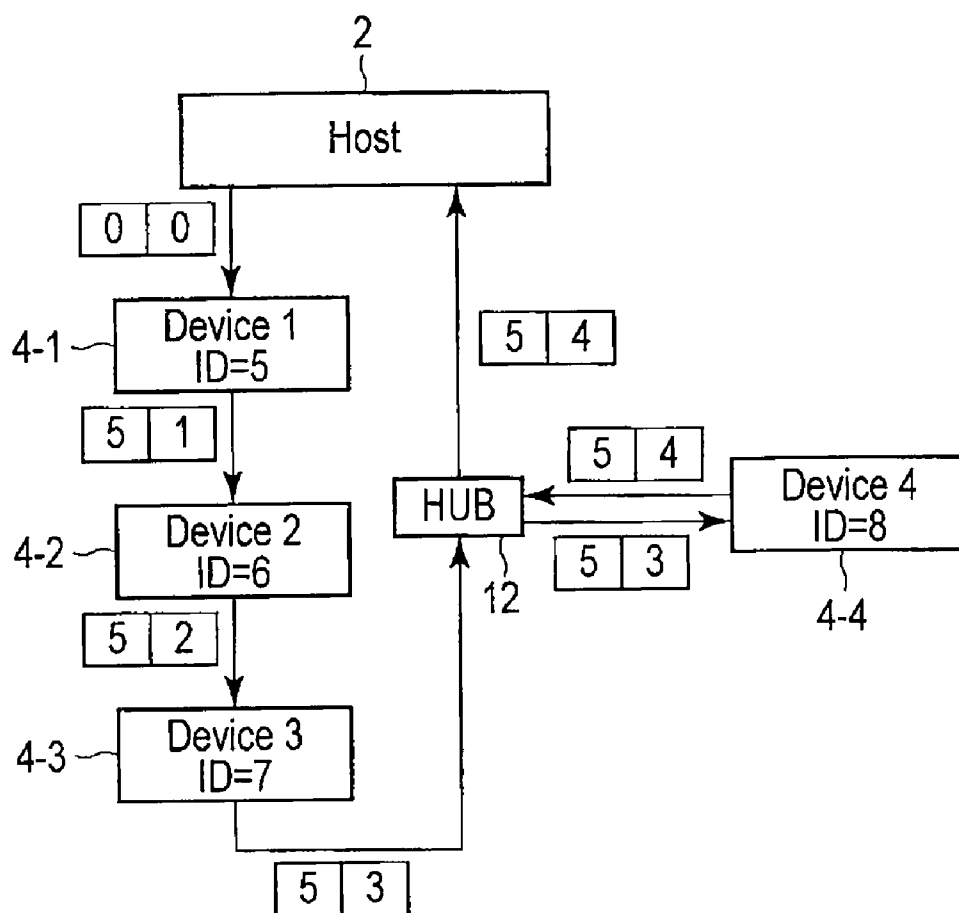 2
Host
0 0
4-1
Device 1
ID=5
5 4
5 1
5 4
4-2
Device 2
ID=6
HUB
Device 4
ID=8
5 3
12
4-4
5 2
4-3
Device 3
ID=7
5 3